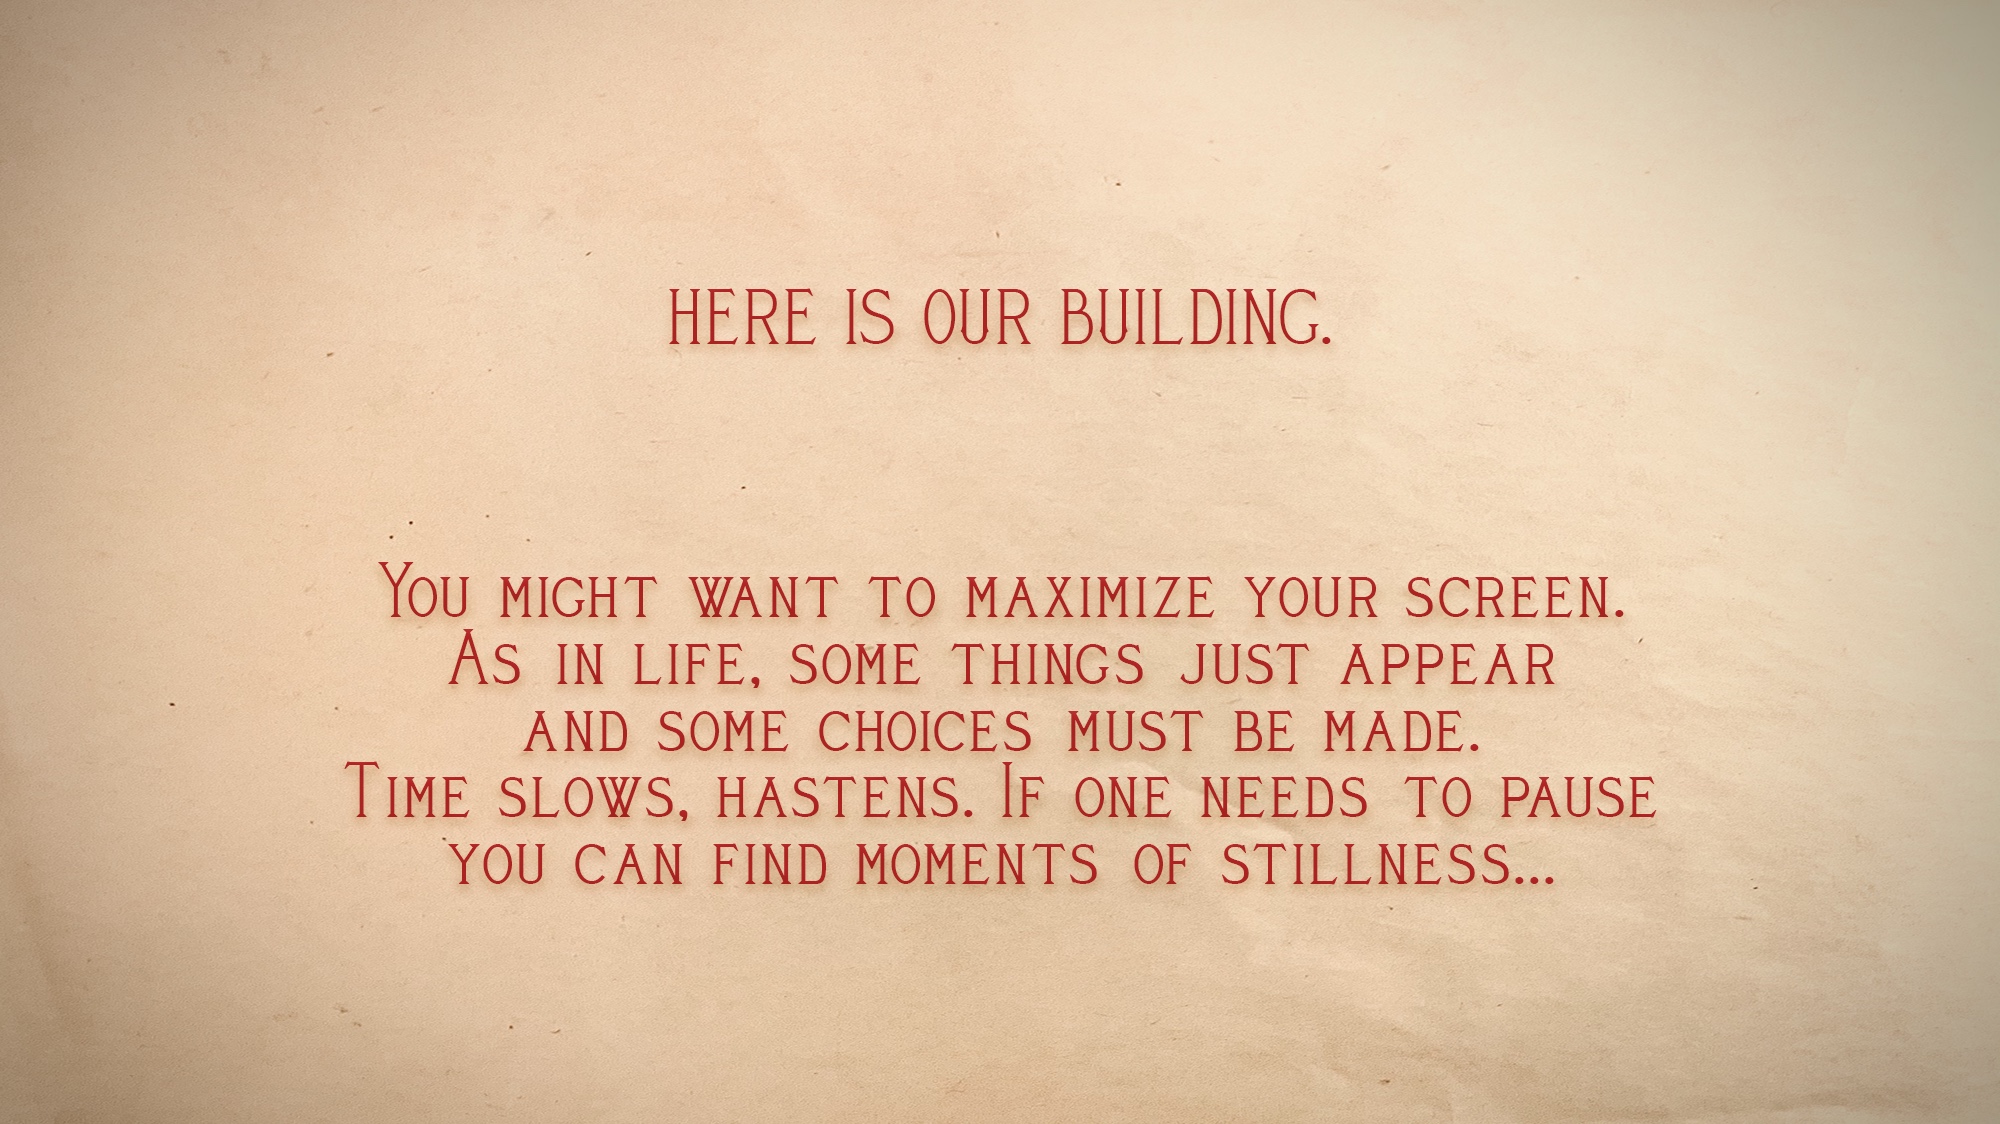 HERE IS OUR BUILDING.
You might want to maximize your screen.
As in life, some things just appear
and some choices must be made.
Time slows, hastens. If one needs to pause
you can find moments of stillness...